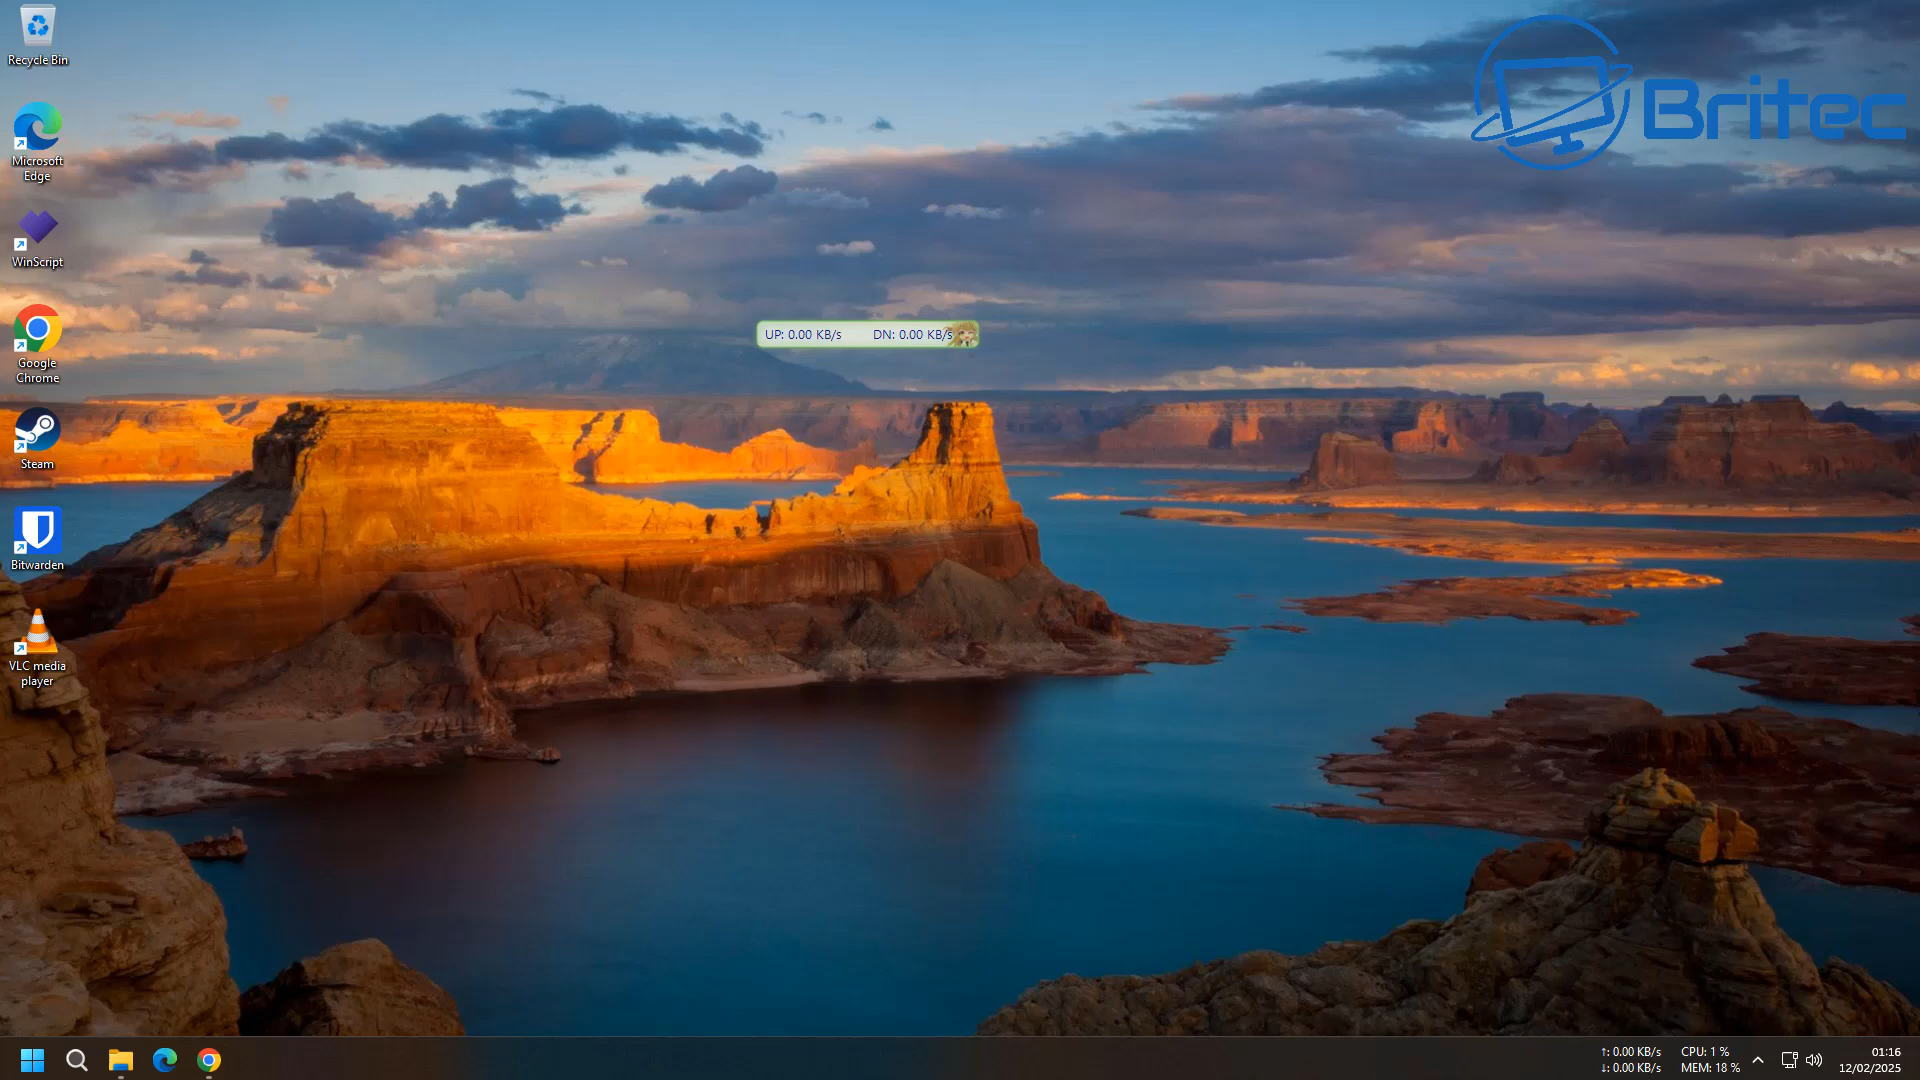 Recycle Bin
Microsoft
Edge
WinScript
Google
Chrome
Steam
Bitwarden
VLC media
player
UP: 0.00 KB/s DN: 0.00 KB/s
Britec
↑: 0.00 KB/s CPU: 1 %
↓: 0.00 KB/s MEM: 18 %
01:16
12/02/2025